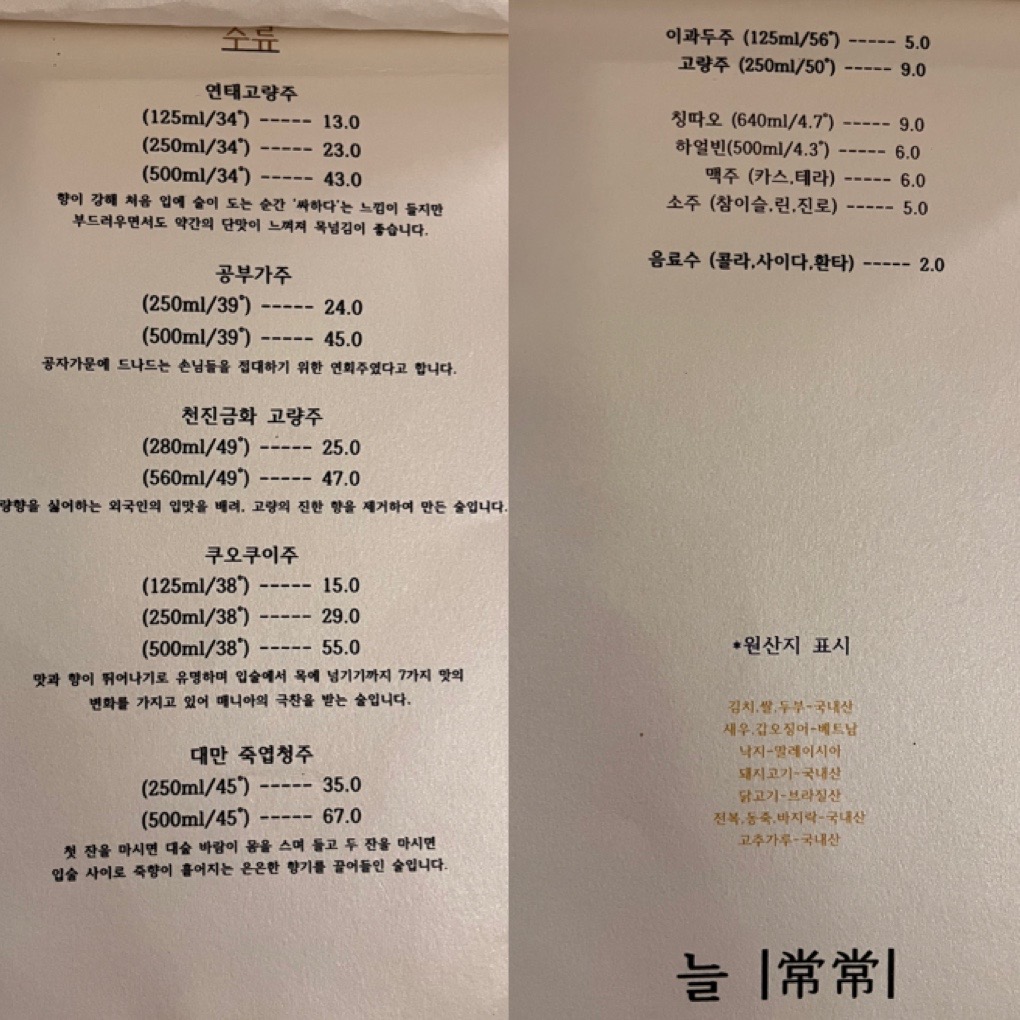 수류
연태고량주
(125ml/34°) ----- 13.0
(250ml/34°) ----- 23.0
(500ml/34°) ----- 43.0
향이 강해 처음 입에 술이 도는 순간 '싸하다'는 느낌이 들지만
부드러우면서도 약간의 단맛이 느껴져 목넘김이 좋습니다.
공부가주
(250ml/39°) ----- 24.0
(500ml/39°) ----- 45.0
공자가문에 드나드는 손님들을 접대하기 위한 연회주였다고 합니다.
천진금화 고량주
(280ml/49°) ----- 25.0
(560ml/49°) ----- 47.0
량향을 싫어하는 외국인의 입맛을 배려, 고량의 진한 향을 제거하여 만든 술입니다.
쿠오쿠이주
(125ml/38°) ----- 15.0
(250ml/38°) ----- 29.0
(500ml/38°) ----- 55.0
맛과 향이 뛰어나기로 유명하며 입술에서 목에 넘기기까지 7가지 맛의
변화를 가지고 있어 매니아의 극찬을 받는 술입니다.
대만 죽엽청주
(250ml/45°) ----- 35.0
(500ml/45°) ----- 67.0
첫 잔을 마시면 대숲 바람이 몸을 스며 들고 두 잔을 마시면
입술 사이로 죽향이 흩어지는 은은한 향기를 끌어들인 술입니다.
이과두주 (125ml/56°) ----- 5.0
고량주 (250ml/50°) ----- 9.0
칭따오 (640ml/4.7°) ----- 9.0
하얼빈(500ml/4.3°) ----- 6.0
맥주 (카스,테라) ----- 6.0
소주 (참이슬,린,진로) ----- 5.0
음료수 (콜라,사이다,환타) ----- 2.0
*원산지 표시
김치,쌀,두부-국내산
새우,갑오징어-베트남
낙지-말레이시아
돼지고기-국내산
닭고기-브라질산
전복,동죽,바지락-국내산
고추가루-국내산
늘 |常常|